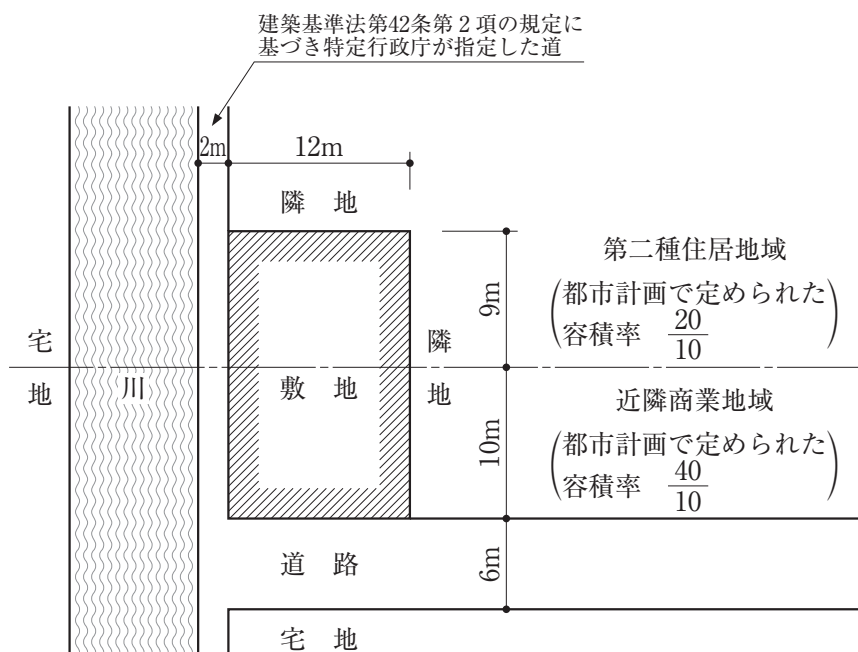 建築基準法第42条第2項の規定に
基づき特定行政庁が指定した道
2m
12m
隣 地
第二種住居地域
(都市計画で定められた
容積率 20/10)
9m
宅
地
川
敷 地
隣
地
近隣商業地域
(都市計画で定められた
容積率 40/10)
10m
道 路
6m
宅 地